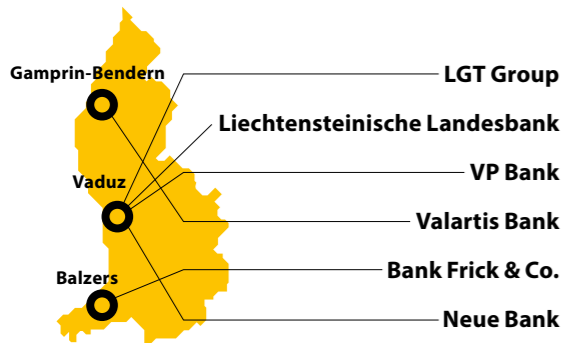 Gamprin-Bendern
LGT Group
Liechtensteinische Landesbank
Vaduz
VP Bank
Valartis Bank
Balzers
Bank Frick & Co.
Neue Bank